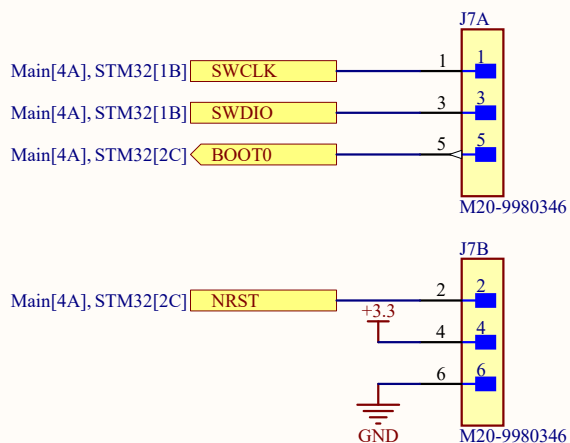 J7A
Main[4A], STM32[1B] SWCLK 1 1
Main[4A], STM32[1B] SWDIO 3 3
Main[4A], STM32[2C] BOOT0 5 5
M20-9980346
J7B
Main[4A], STM32[2C] NRST 2 2
+3.3
4 4
6 6
GND
M20-9980346